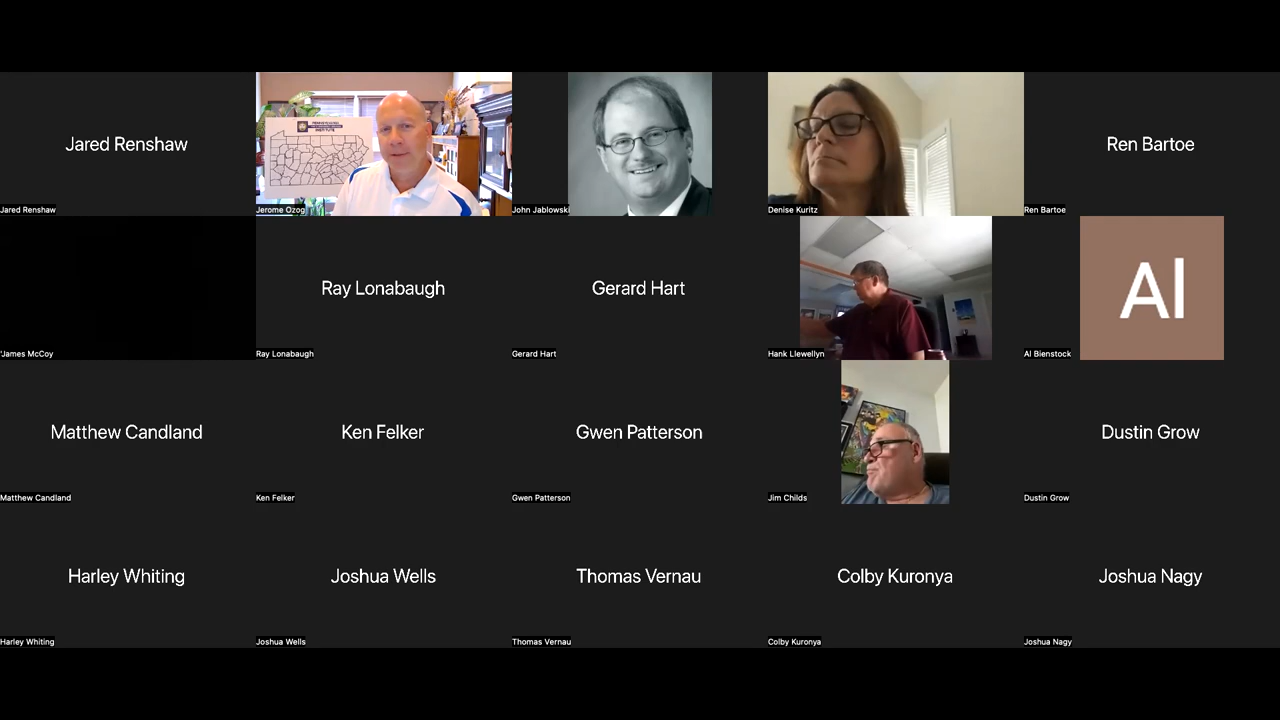 Jared Renshaw
Jared Renshaw
INSTITUTE
Jerome Ozog
John Jablowski
Denise Kuritz
Ren Bartoe
Ren Bartoe
'James McCoy
Ray Lonabaugh
Ray Lonabaugh
Gerard Hart
Gerard Hart
Hank Llewellyn
Al
Al Bienstock
Matthew Candland
Matthew Candland
Ken Felker
Ken Felker
Gwen Patterson
Gwen Patterson
Jim Childs
Dustin Grow
Dustin Grow
Harley Whiting
Harley Whiting
Joshua Wells
Joshua Wells
Thomas Vernau
Thomas Vernau
Colby Kuronya
Colby Kuronya
Joshua Nagy
Joshua Nagy